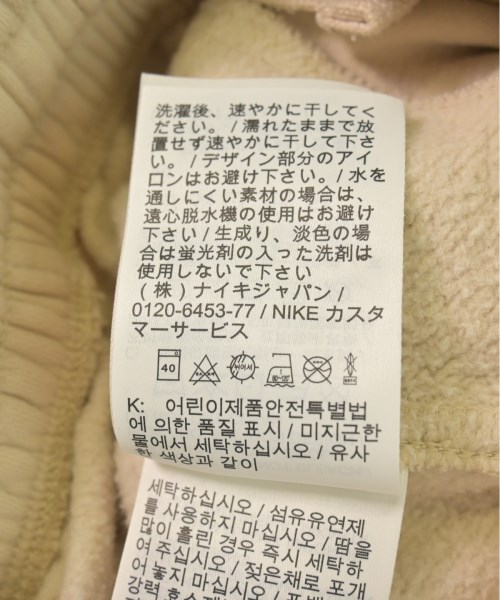 洗濯後、速やかに干してく
ださい。/ 濡れたままで放
置せず速やかに干して下さ
い。/ デザイン部分のアイ
ロンはお避け下さい。/ 水を
通しにくい素材の場合は、
遠心脱水機の使用はお避け
下さい / 生成り、淡色の場
合は蛍光剤の入った洗剤は
使用しないで下さい
(株) ナイキジャパン /
0120-6453-77 / NIKE カスタ
マーサービス
40
K: 어린이제품안전특별법
에 의한 품질 표시 / 미지근한
물에서 세탁하십시오 / 유사
한 색상과 같이
세탁하십시오 / 섬유유연제
를 사용하지 마십시오 / 땀을
많이 흘린 경우 즉시 세탁하
여 주십시오 / 젖은채로 포개
어 놓지 마십시오 / 표백